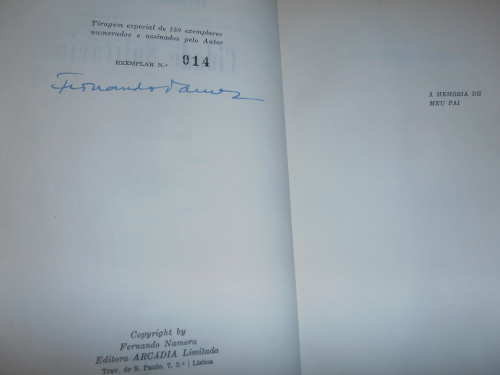 Tiragem especial de 150 exemplares
numerados e assinados pelo Autor
EXEMPLAR N.º 014
Fernando Namora
À MEMÓRIA DE
MEU PAI
Copyright by
Fernando Namora
Editora ARCADIA Limitada
Trav. de S. Paulo, 7, 3.º | Lisboa